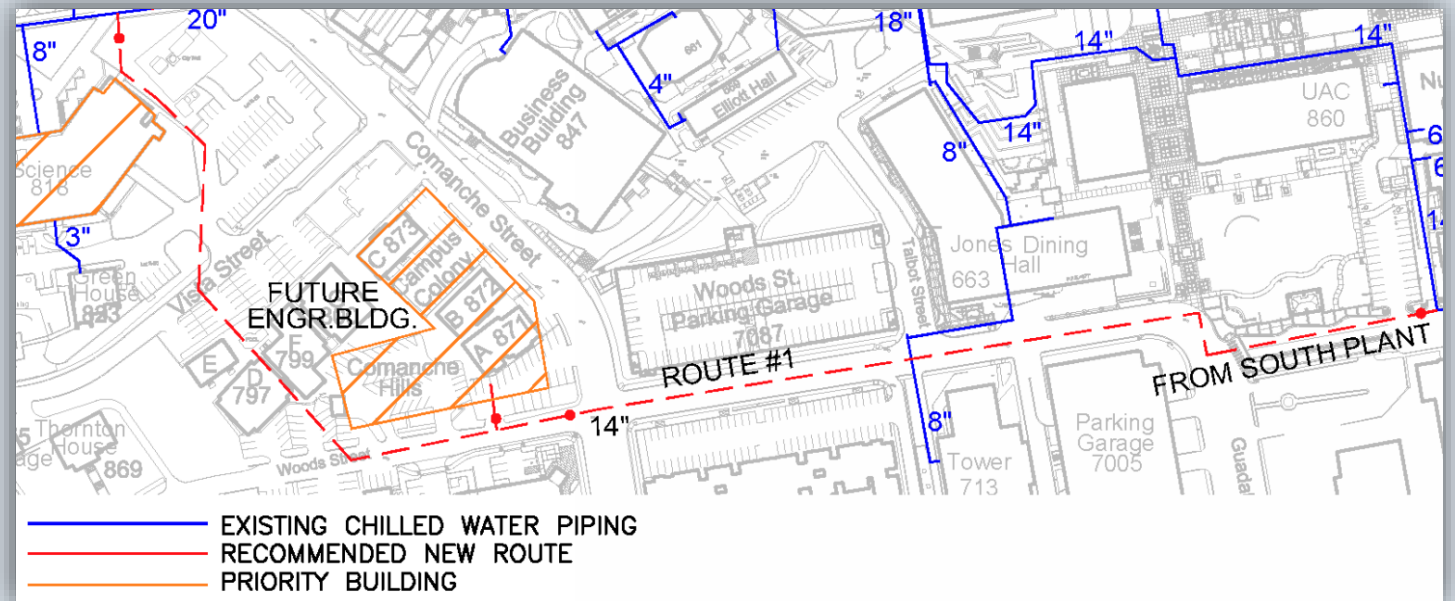 20"
18"
14"
14"
8"
4"
661
Elliott Hall
Business
Building
847
UAC
860
14"
8"
6
6
Science
818
Comanche Street
3"
Green
House
Vista Street
C 873
Campus
Colony
B 872
A 871
Talbot Street
Jones Dining
Hall
663
FUTURE
ENGR.BLDG.
Woods St.
Parking Garage
7087
E
F
799
D
797
Comanche
Hills
ROUTE #1
FROM SOUTH PLANT
14"
8"
Thornton
House
869
Woods Street
Tower
713
Parking
Garage
7005
EXISTING CHILLED WATER PIPING
RECOMMENDED NEW ROUTE
PRIORITY BUILDING